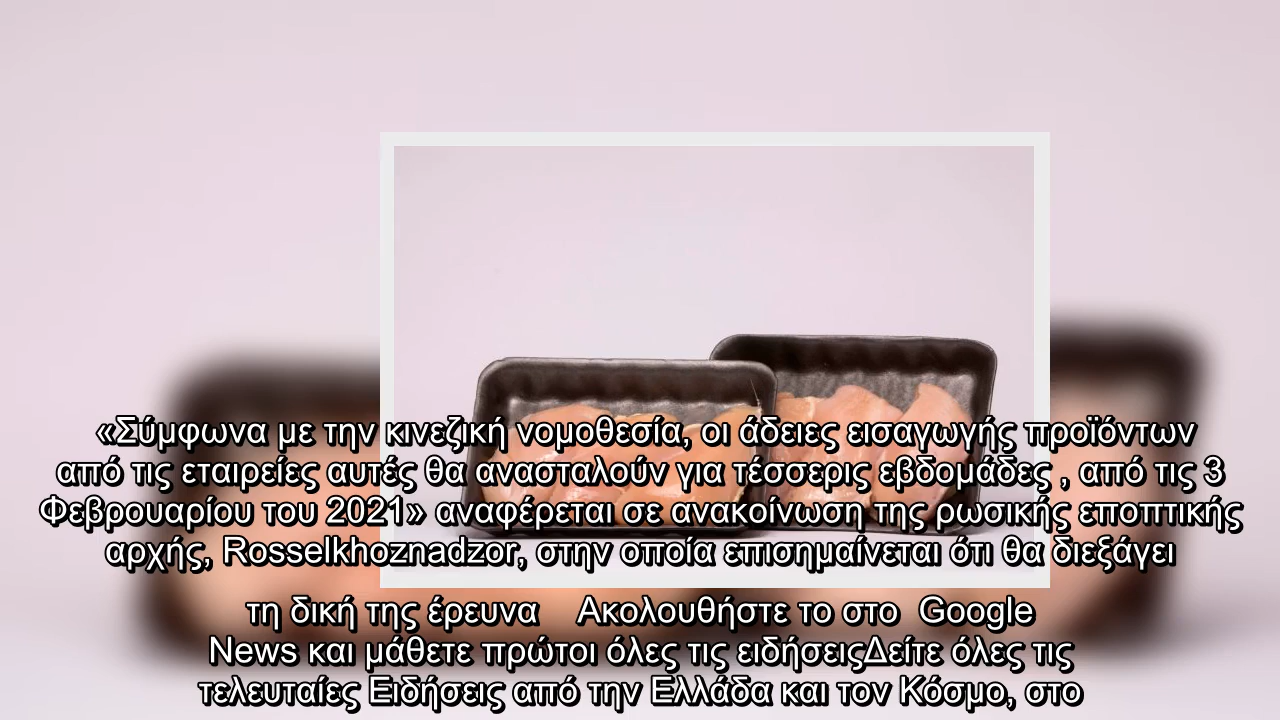 «Σύμφωνα με την κινεζική νομοθεσία, οι άδειες εισαγωγής προϊόντων
από τις εταιρείες αυτές θα ανασταλούν για τέσσερις εβδομάδες , από τις 3
Φεβρουαρίου του 2021» αναφέρεται σε ανακοίνωση της ρωσικής εποπτικής
αρχής, Rosselkhoznadzor, στην οποία επισημαίνεται ότι θα διεξάγει
τη δική της έρευνα    Ακολουθήστε το στο  Google
News και μάθετε πρώτοι όλες τις ειδήσειςΔείτε όλες τις
τελευταίες Ειδήσεις από την Ελλάδα και τον Κόσμο, στο